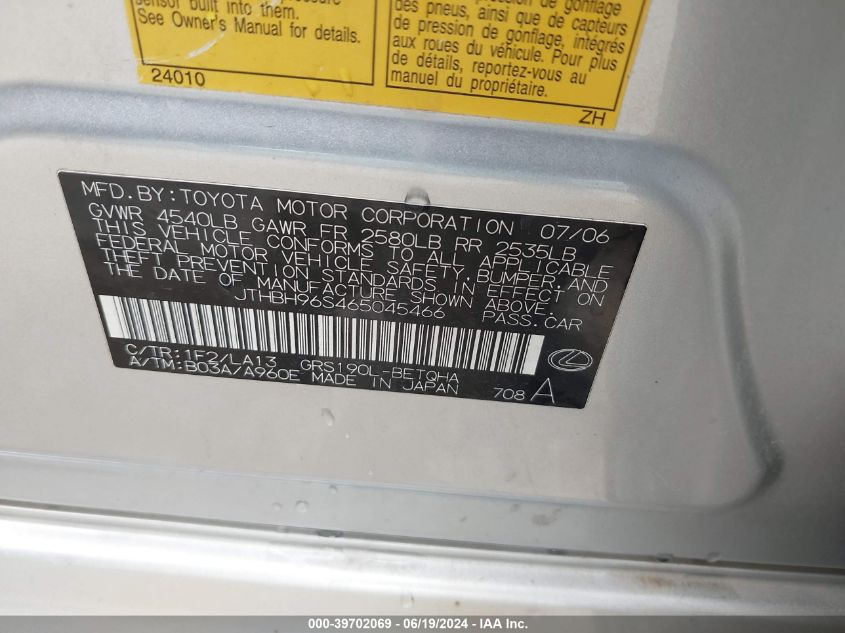 sensor built into them.
See Owner's Manual for details.
24010
des pneus, ainsi que de capteurs
de pression de gonflage, intégrés
aux roues du véhicule. Pour plus
de détails, reportez-vous au
manuel du propriétaire.
ZH
MFD.BY:TOYOTA MOTOR CORPORATION 07/06
GVWR 4540LB GAWR FR 2580LB RR 2535LB
THIS VEHICLE CONFORMS TO ALL APPLICABLE
FEDERAL MOTOR VEHICLE SAFETY,BUMPER,AND
THEFT PREVENTION STANDARDS IN EFFECT ON
THE DATE OF MANUFACTURE SHOWN ABOVE.
JTHBH96S465045466 PASS.CAR
C/TR:1F2/LA13 GRS190L-BETQHA
A/TM:B03A/A960E MADE IN JAPAN 708 A
000-39702069 - 06/19/2024 - IAA Inc.